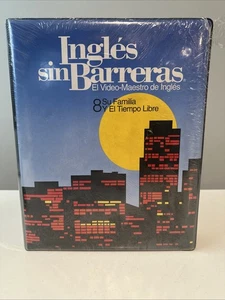 Inglés
sin Barreras
El Video-Maestro de Inglés
8 Su Familia
Y El Tiempo Libre